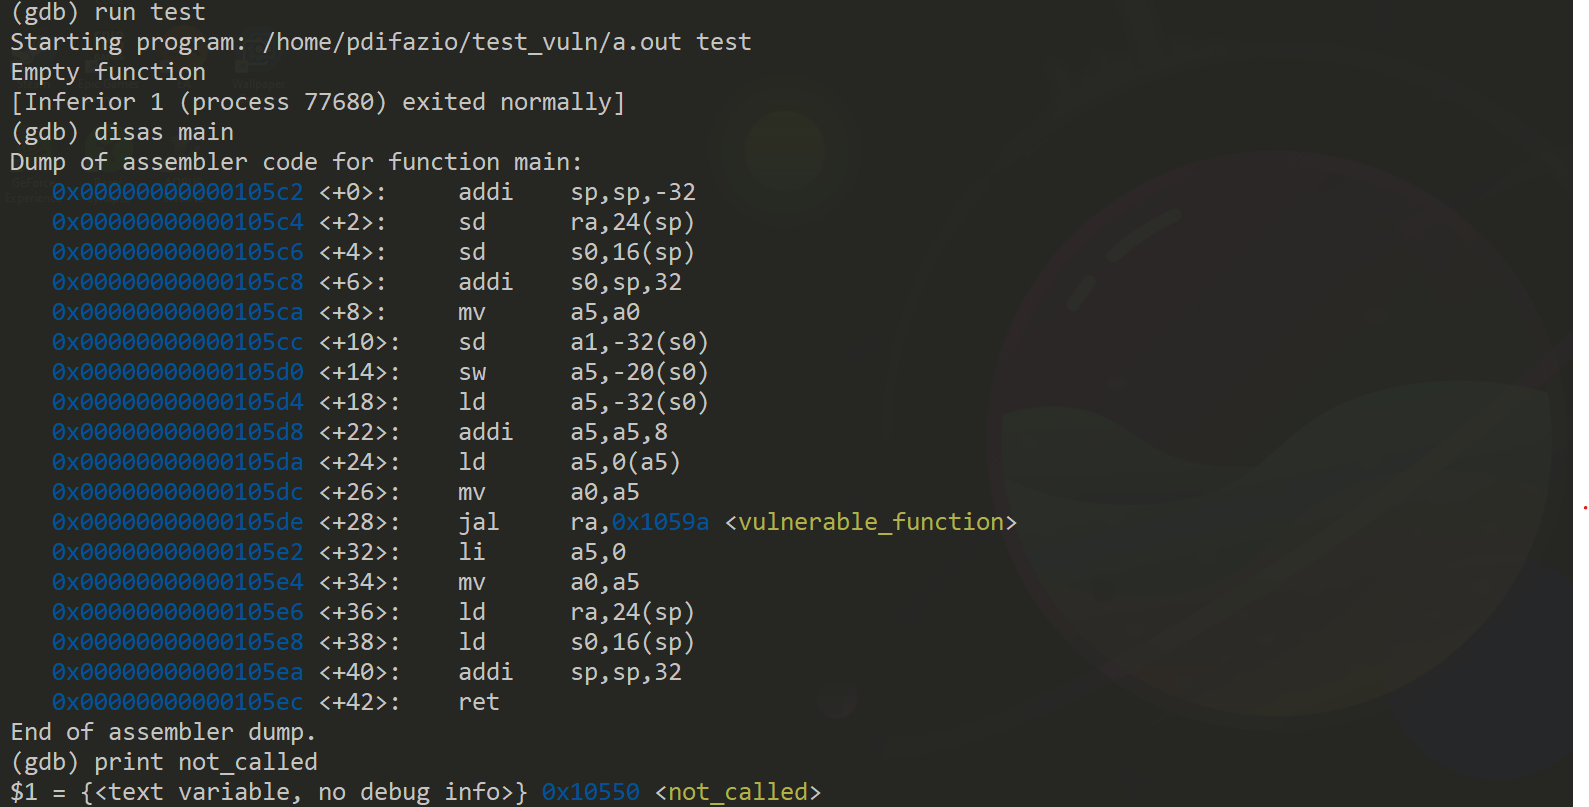 (gdb) run test
Starting program: /home/pdifazio/test_vuln/a.out test
Empty function
[Inferior 1 (process 77680) exited normally]
(gdb) disas main
Dump of assembler code for function main:
   0x00000000000105c2 <+0>:	addi	sp,sp,-32
   0x00000000000105c4 <+2>:	sd	ra,24(sp)
   0x00000000000105c6 <+4>:	sd	s0,16(sp)
   0x00000000000105c8 <+6>:	addi	s0,sp,32
   0x00000000000105ca <+8>:	mv	a5,a0
   0x00000000000105cc <+10>:	sd	a1,-32(s0)
   0x00000000000105d0 <+14>:	sw	a5,-20(s0)
   0x00000000000105d4 <+18>:	ld	a5,-32(s0)
   0x00000000000105d8 <+22>:	addi	a5,a5,8
   0x00000000000105da <+24>:	ld	a5,0(a5)
   0x00000000000105dc <+26>:	mv	a0,a5
   0x00000000000105de <+28>:	jal	ra,0x1059a <vulnerable_function>
   0x00000000000105e2 <+32>:	li	a5,0
   0x00000000000105e4 <+34>:	mv	a0,a5
   0x00000000000105e6 <+36>:	ld	ra,24(sp)
   0x00000000000105e8 <+38>:	ld	s0,16(sp)
   0x00000000000105ea <+40>:	addi	sp,sp,32
   0x00000000000105ec <+42>:	ret
End of assembler dump.
(gdb) print not_called
$1 = {<text variable, no debug info>} 0x10550 <not_called>